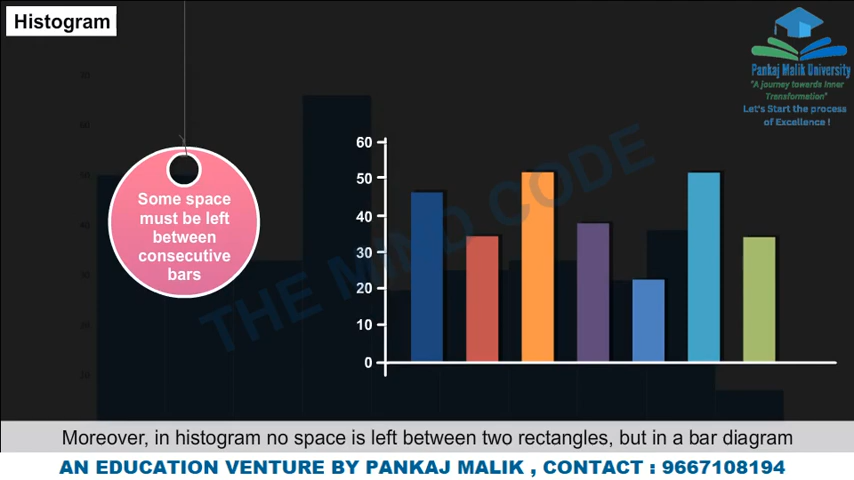 Histogram
Pankaj Malik University
"A journey towards Inner
Transformation"
Let's Start the process
of Excellence !
Some space
must be left
between
consecutive
bars
60
50
40
30
20
10
0
THE MIND CODE
Moreover, in histogram no space is left between two rectangles, but in a bar diagram
AN EDUCATION VENTURE BY PANKAJ MALIK , CONTACT : 9667108194